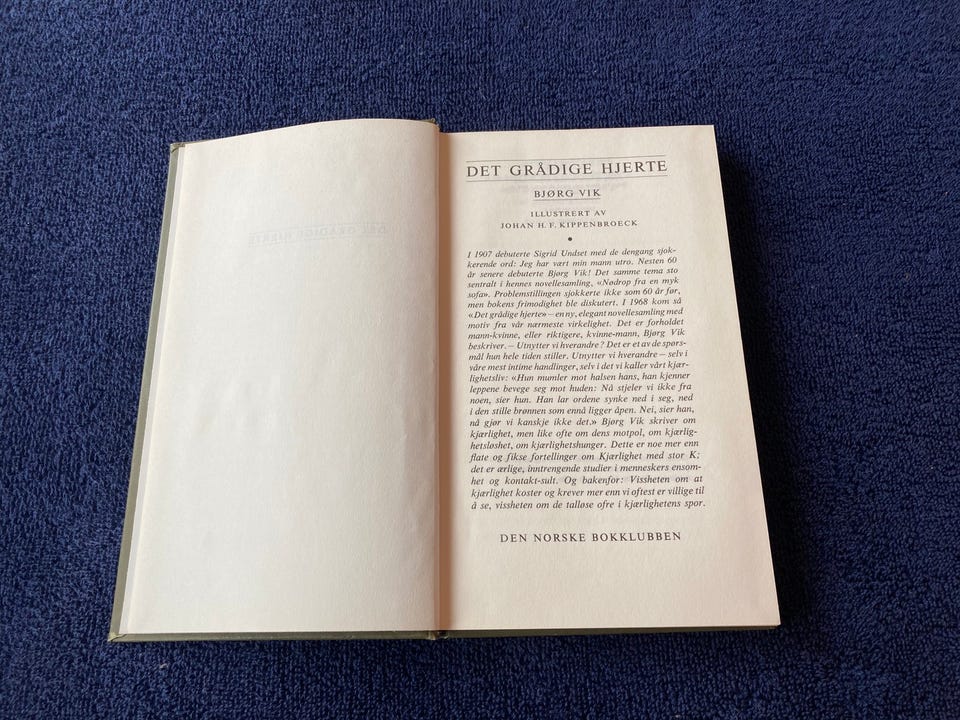 DET GRÅDIGE HJERTE
BJØRG VIK
ILLUSTRERT AV
JOHAN H. F. KIPPENBROECK
•
I 1907 debuterte Sigrid Undset med de dengang sjok-
kerende ord: Jeg har vært min mann utro. Nesten 60
år senere debuterte Bjørg Vik! Det samme tema sto
sentralt i hennes novellesamling, «Nødrop fra en myk
sofa». Problemstillingen sjokkerte ikke som 60 år før,
men bokens frimodighet ble diskutert. I 1968 kom så
«Det grådige hjerte» – en ny, elegant novellesamling med
motiv fra vår nærmeste virkelighet. Det er forholdet
mann-kvinne, eller riktigere, kvinne-mann, Bjørg Vik
beskriver. – Utnytter vi hverandre? Det er et av de spørs-
mål hun hele tiden stiller. Utnytter vi hverandre – selv i
våre mest intime handlinger, selv i det vi kaller vårt kjær-
lighetsliv: «Hun mumler mot halsen hans, han kjenner
leppene bevege seg mot huden: Nå stjeler vi ikke fra
noen, sier hun. Han lar ordene synke ned i seg, ned
i den stille brønnen som ennå ligger åpen. Nei, sier han,
nå gjør vi kanskje ikke det.» Bjørg Vik skriver om
kjærlighet, men like ofte om dens motpol, om kjærlig-
hetsløshet, om kjærlighetshunger. Dette er noe mer enn
flate og fikse fortellinger om Kjærlighet med stor K;
det er ærlige, inntrengende studier i menneskers ensom-
het og kontakt-sult. Og bakenfor: Vissheten om at
kjærlighet koster og krever mer enn vi oftest er villige til
å se, vissheten om de talløse ofre i kjærlighetens spor.
DEN NORSKE BOKKLUBBEN